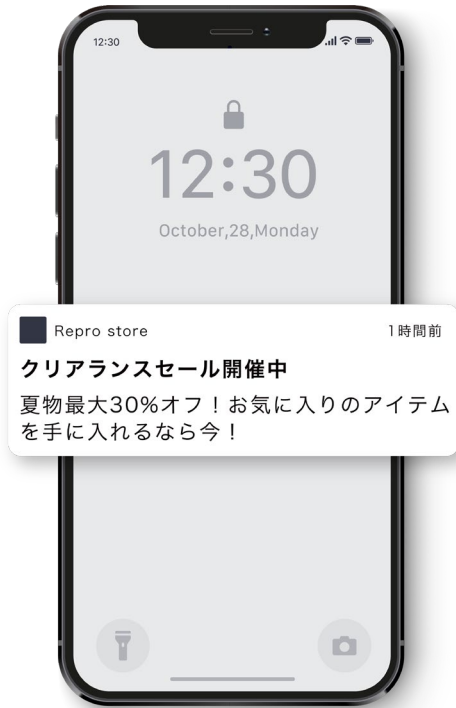 12:30
12:30
October,28,Monday
Repro store 1時間前
クリアランスセール開催中
夏物最大30%オフ！お気に入りのアイテム
を手に入れるなら今！